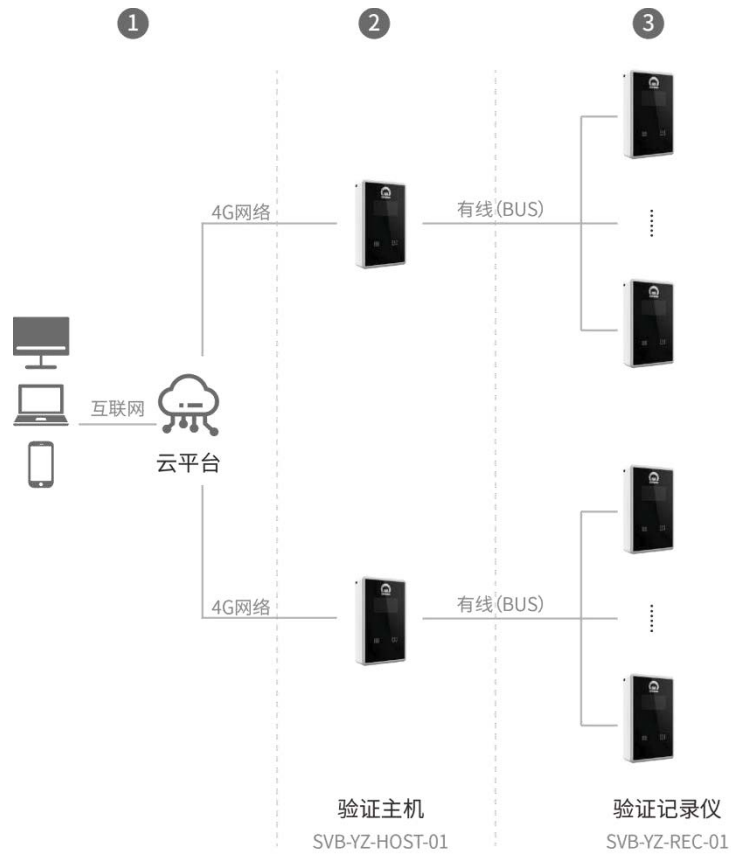 1
2
3
4G网络
有线(BUS)
互联网
云平台
4G网络
有线(BUS)
验证主机
验证记录仪
SVB-YZ-HOST-01
SVB-YZ-REC-01